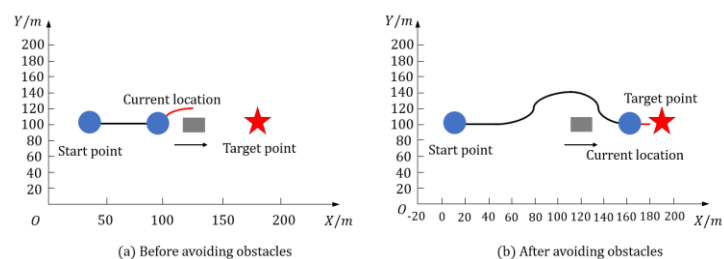 Y/m
200
180
160
140
120
100
80
60
40
20
O
50
100
150
200
X/m
Current location
Start point
Target point
(a) Before avoiding obstacles
Y/m
200
180
160
140
120
100
80
60
40
20
O
-20 0 20 40 60 80 100 120 140 160 180 200
X/m
Target point
Start point
Current location
(b) After avoiding obstacles